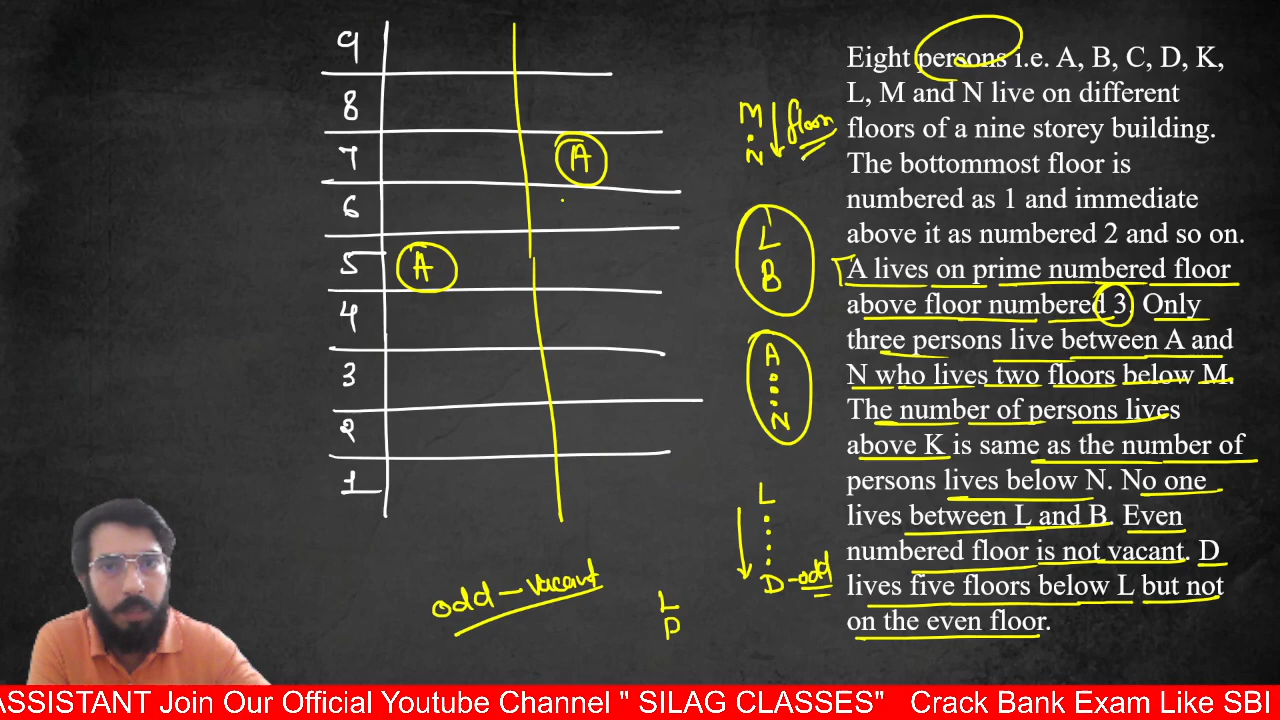 9
8
7 A
6
5 A
4
3
2
1
odd - vacant
L
D
M
N
floor
L
B
A
N
L
D - odd
Eight persons i.e. A, B, C, D, K,
L, M and N live on different
floors of a nine storey building.
The bottommost floor is
numbered as 1 and immediate
above it as numbered 2 and so on.
A lives on prime numbered floor
above floor numbered 3. Only
three persons live between A and
N who lives two floors below M.
The number of persons lives
above K is same as the number of
persons lives below N. No one
lives between L and B. Even
numbered floor is not vacant. D
lives five floors below L but not
on the even floor.
ASSISTANT Join Our Official Youtube Channel " SILAG CLASSES" Crack Bank Exam Like SBI